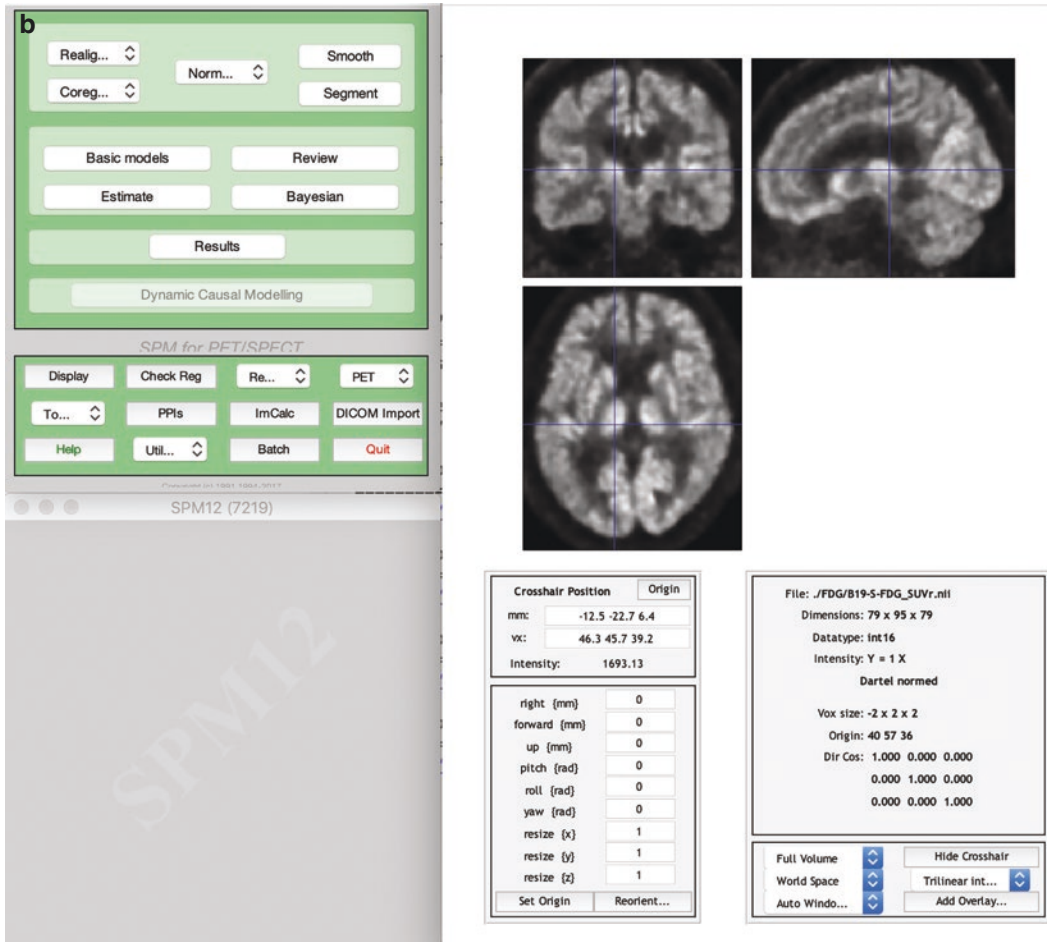 b
Realig...
Norm...
Smooth
Coreg...
Segment
Basic models
Review
Estimate
Bayesian
Results
Dynamic Causal Modelling
SPM for PET/SPECT
Display
Check Reg
Re...
PET
To...
PPIs
ImCalc
DICOM Import
Help
Util...
Batch
Quit
Copyright (c) 1991,1994-2017
SPM12 (7219)
SPM12
Crosshair Position
Origin
mm: -12.5 -22.7 6.4
vx: 46.3 45.7 39.2
Intensity: 1693.13
right {mm} 0
forward {mm} 0
up {mm} 0
pitch {rad} 0
roll {rad} 0
yaw {rad} 0
resize {x} 1
resize {y} 1
resize {z} 1
Set Origin
Reorient...
File: ./FDG/B19-S-FDG_SUVr.nii
Dimensions: 79 x 95 x 79
Datatype: int16
Intensity: Y = 1 X
Dartel normed
Vox size: -2 x 2 x 2
Origin: 40 57 36
Dir Cos: 1.000 0.000 0.000
0.000 1.000 0.000
0.000 0.000 1.000
Full Volume
Hide Crosshair
World Space
Trilinear int...
Auto Windo...
Add Overlay...